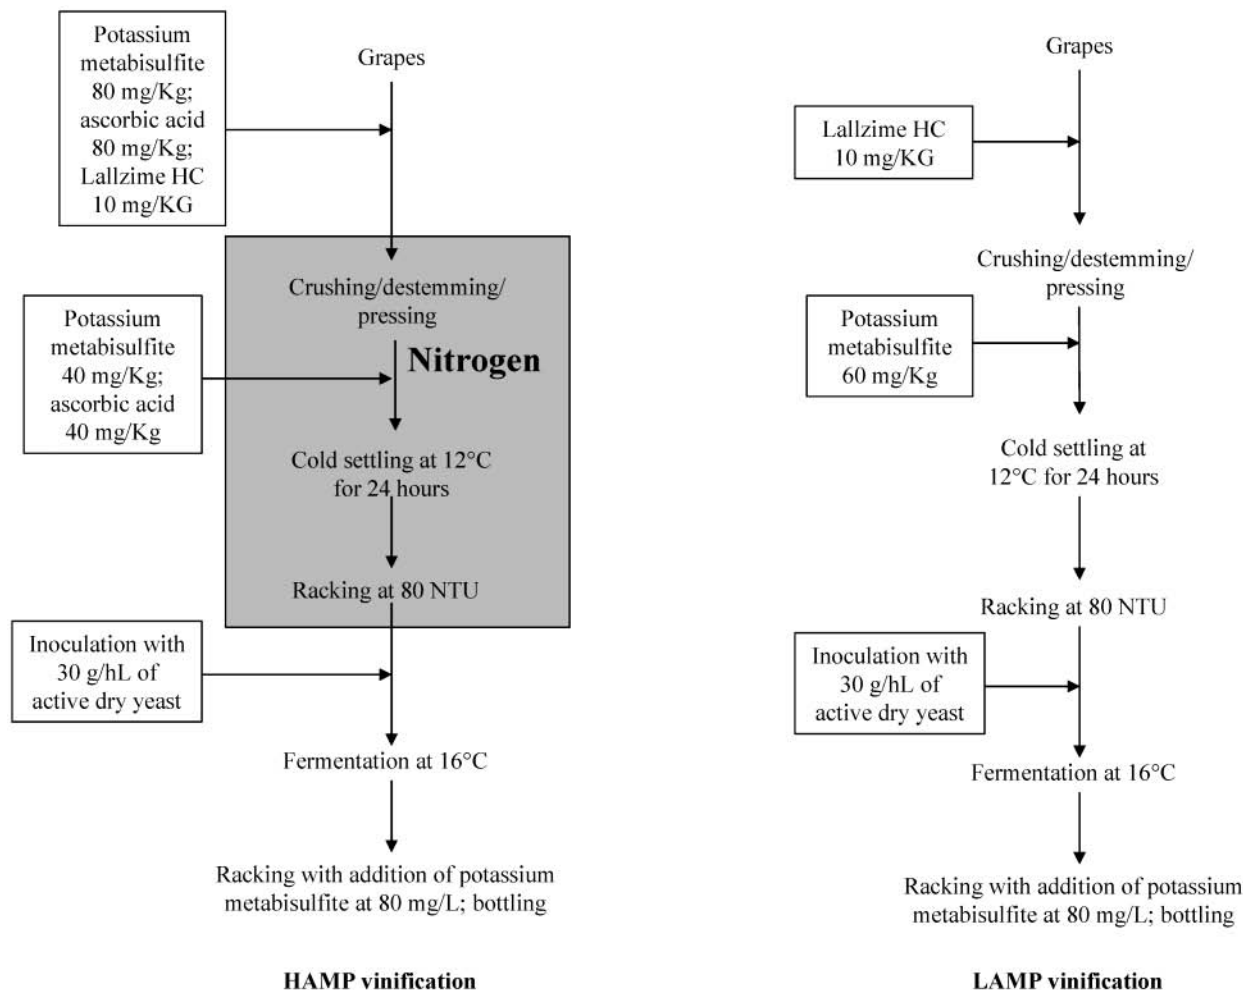 Potassium
metabisulfite
80 mg/Kg;
ascorbic acid
80 mg/Kg;
Lallzime HC
10 mg/KG
Grapes
Crushing/destemming/
pressing
Nitrogen
Potassium
metabisulfite
40 mg/Kg;
ascorbic acid
40 mg/Kg
Cold settling at 12°C
for 24 hours
Racking at 80 NTU
Inoculation with
30 g/hL of
active dry yeast
Fermentation at 16°C
Racking with addition of potassium
metabisulfite at 80 mg/L; bottling
HAMP vinification
Grapes
Lallzime HC
10 mg/KG
Crushing/destemming/
pressing
Potassium
metabisulfite
60 mg/Kg
Cold settling at
12°C for 24 hours
Racking at 80 NTU
Inoculation with
30 g/hL of
active dry yeast
Fermentation at 16°C
Racking with addition of potassium
metabisulfite at 80 mg/L; bottling
LAMP vinification